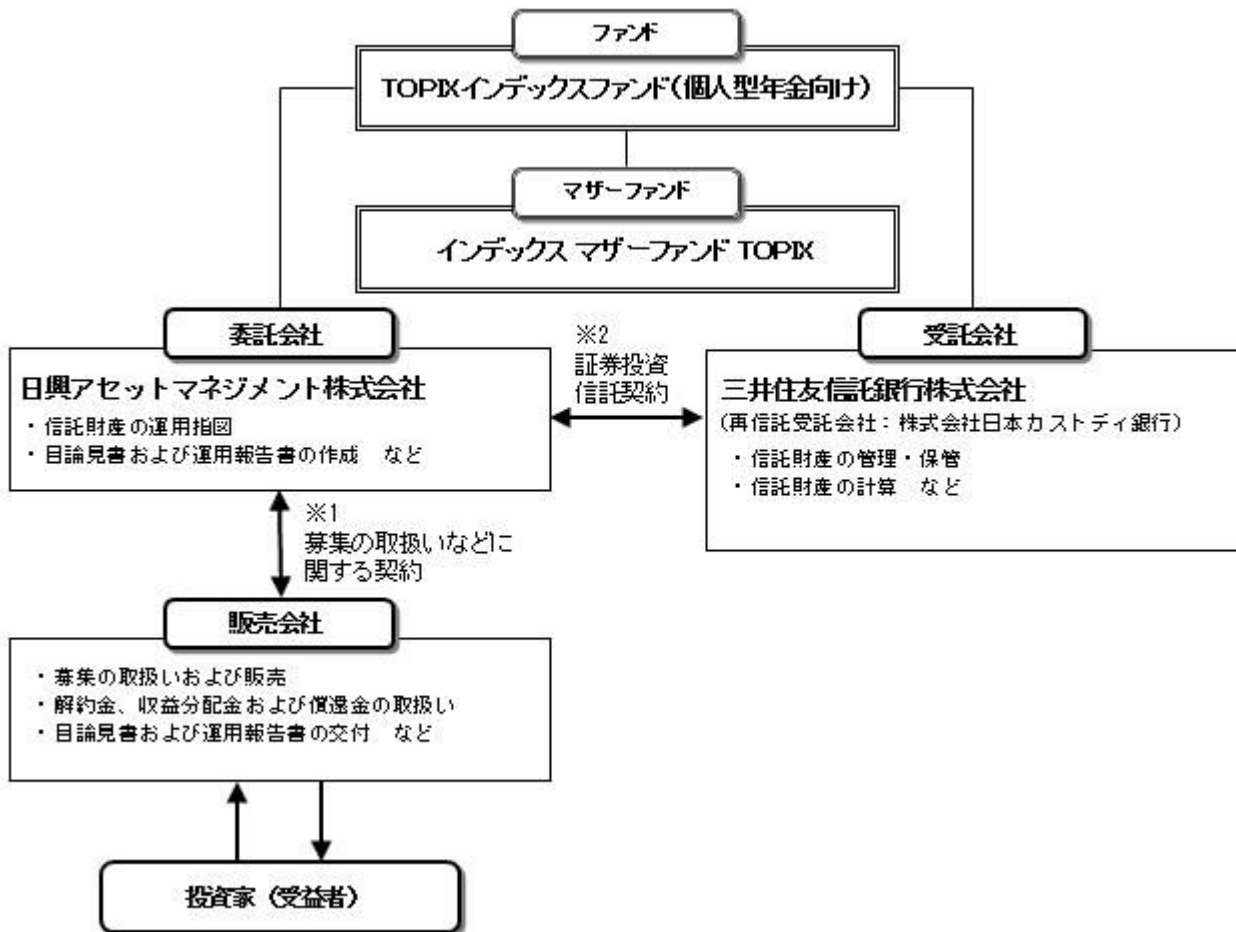 ファンド
TOPIXインデックスファンド(個人型年金向け)
マザーファンド
インデックス マザーファンド TOPIX
委託会社
日興アセットマネジメント株式会社
・信託財産の運用指図
・目論見書および運用報告書の作成 など
※2
証券投資
信託契約
受託会社
三井住友信託銀行株式会社
(再信託受託会社：株式会社日本カストディ銀行)
・信託財産の管理・保管
・信託財産の計算 など
※1
募集の取扱いなどに
関する契約
販売会社
・募集の取扱いおよび販売
・解約金、収益分配金および償還金の取扱い
・目論見書および運用報告書の交付 など
投資家（受益者）